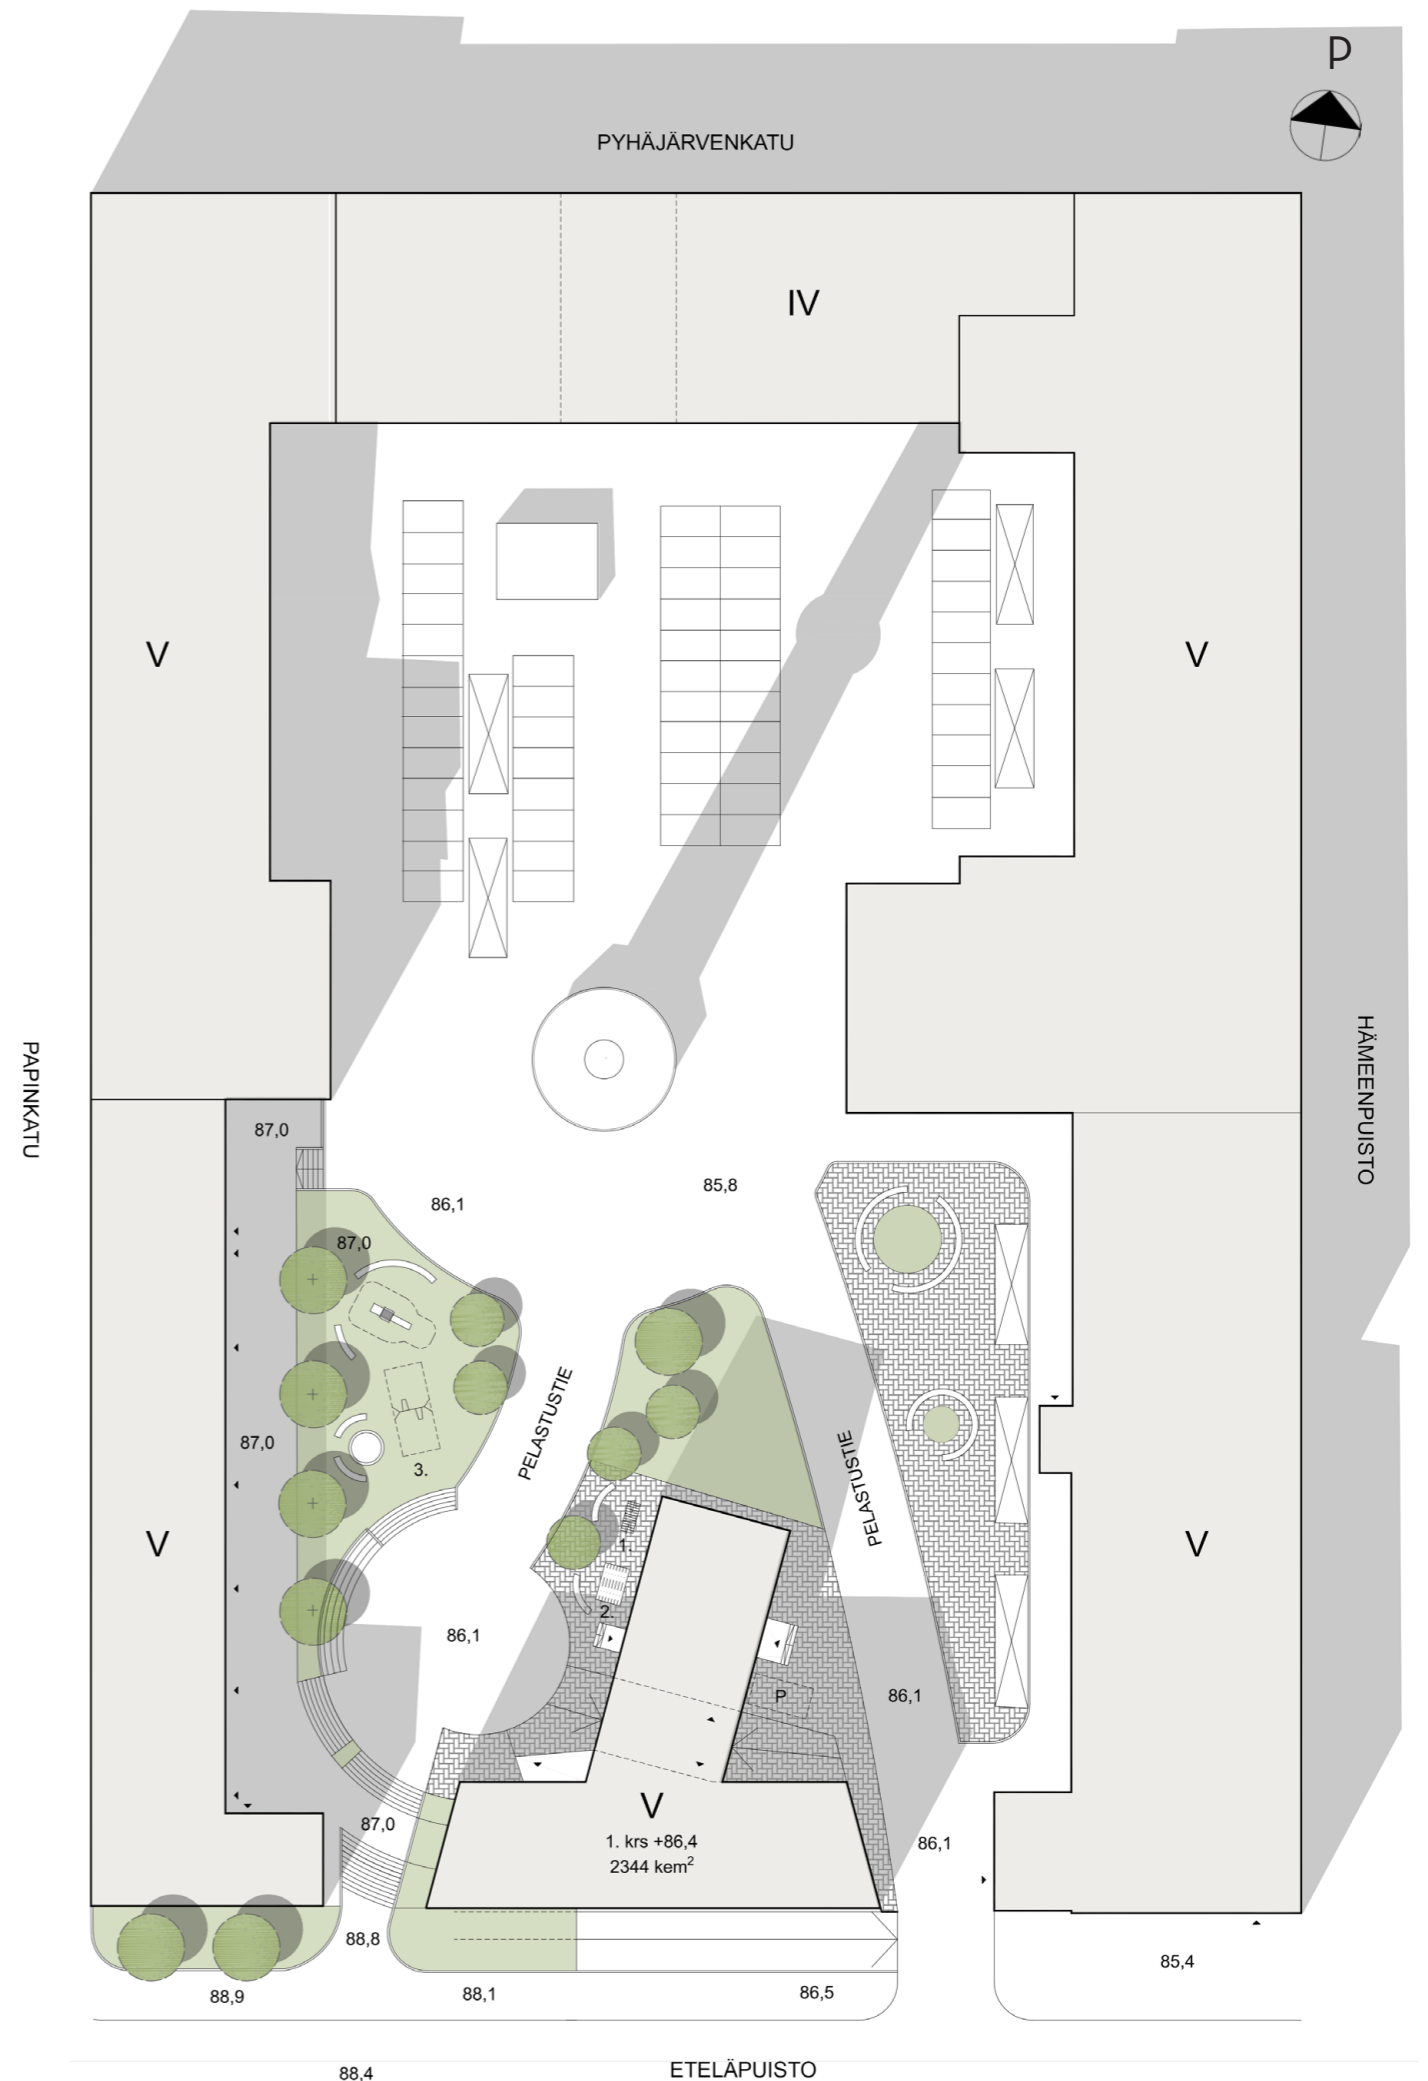 P
PYHÄJÄRVENKATU
IV
V
V
PAPINKATU
HÄMEENPUISTO
87,0
86,1
85,8
87,0
PELASTUSTIE
PELASTUSTIE
87,0
3.
1.
2.
V
V
86,1
P
86,1
V
87,0
1. krs +86,4
86,1
2344 kem²
88,8
85,4
88,9
88,1
86,5
88,4
ETELÄPUISTO